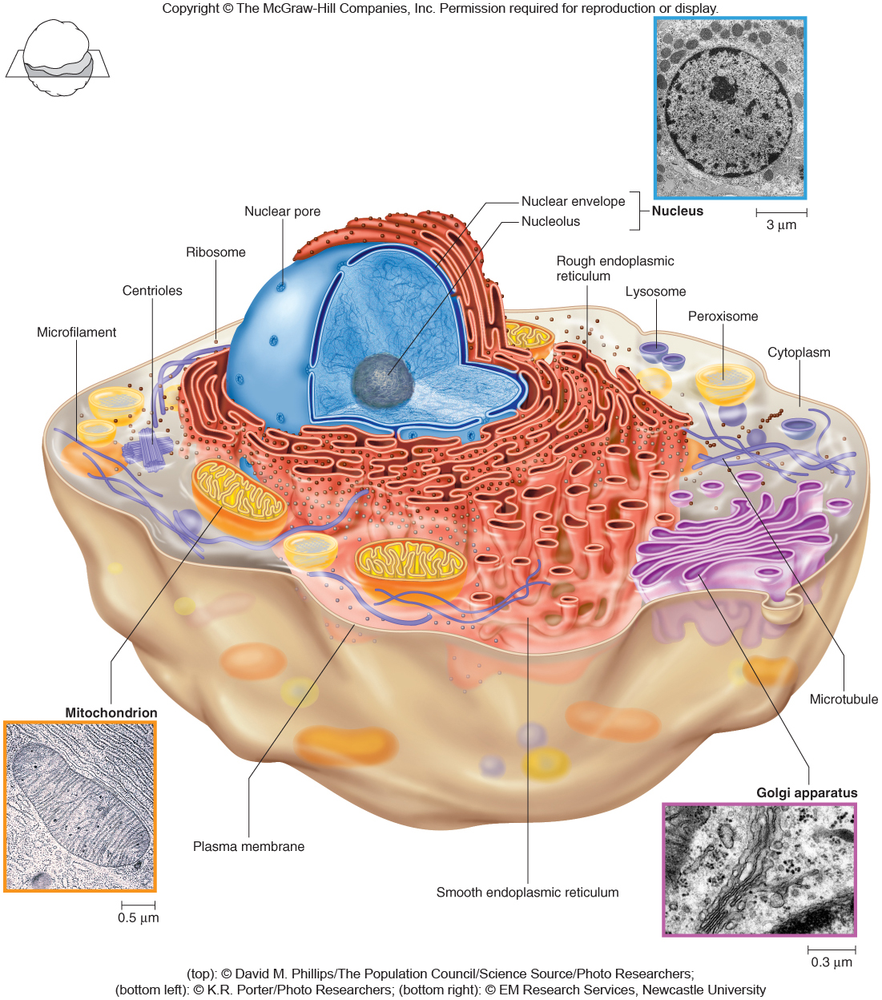 Copyright © The McGraw-Hill Companies, Inc. Permission required for reproduction or display.
Nuclear envelope
Nucleolus
Nucleus
3 μm
Nuclear pore
Ribosome
Centrioles
Microfilament
Rough endoplasmic
reticulum
Lysosome
Peroxisome
Cytoplasm
Microtubule
Mitochondrion
0.5 μm
Plasma membrane
Smooth endoplasmic reticulum
Golgi apparatus
0.3 μm
(top): © David M. Phillips/The Population Council/Science Source/Photo Researchers;
(bottom left): © K.R. Porter/Photo Researchers; (bottom right): © EM Research Services, Newcastle University